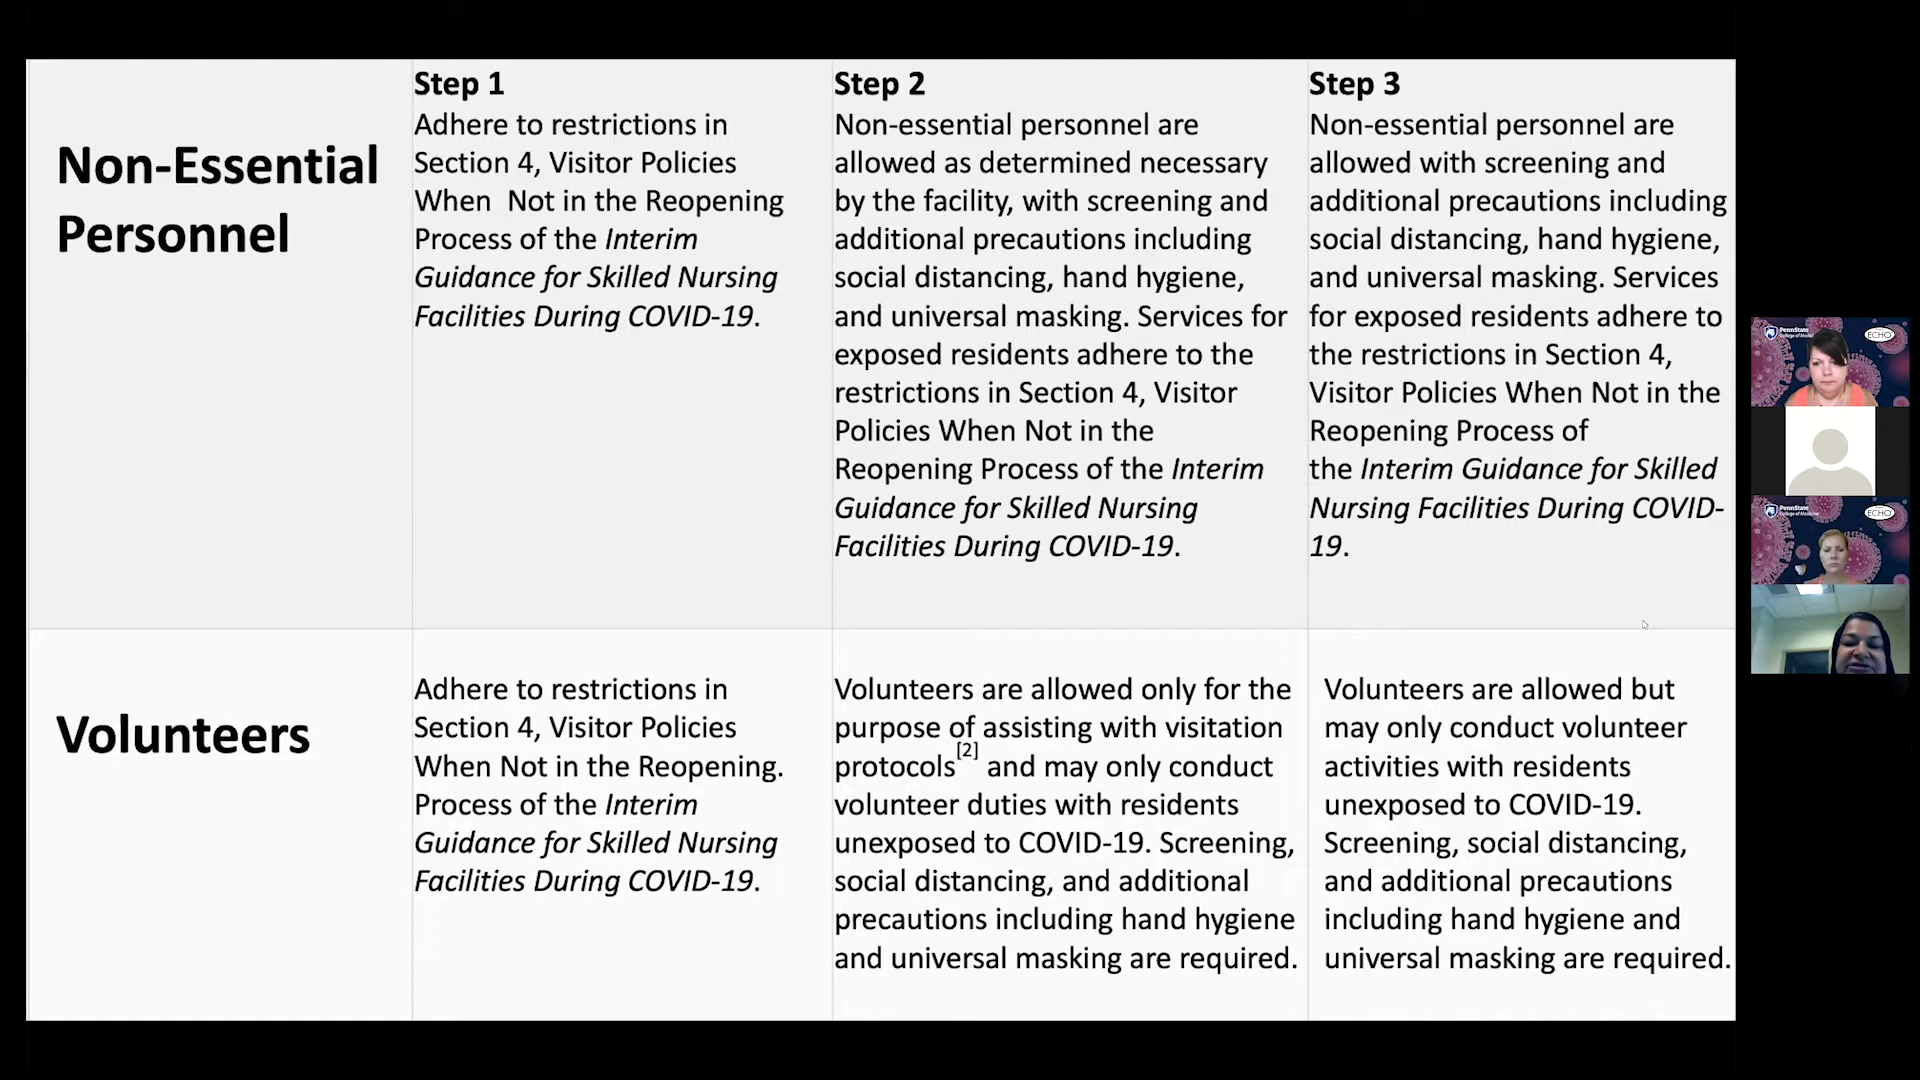 Non-Essential
Personnel
Step 1
Adhere to restrictions in
Section 4, Visitor Policies
When  Not in the Reopening
Process of the Interim
Guidance for Skilled Nursing
Facilities During COVID-19.
Step 2
Non-essential personnel are
allowed as determined necessary
by the facility, with screening and
additional precautions including
social distancing, hand hygiene,
and universal masking. Services for
exposed residents adhere to the
restrictions in Section 4, Visitor
Policies When Not in the
Reopening Process of the Interim
Guidance for Skilled Nursing
Facilities During COVID-19.
Step 3
Non-essential personnel are
allowed with screening and
additional precautions including
social distancing, hand hygiene,
and universal masking. Services
for exposed residents adhere to
the restrictions in Section 4,
Visitor Policies When Not in the
Reopening Process of
the Interim Guidance for Skilled
Nursing Facilities During COVID-
19.
Volunteers
Adhere to restrictions in
Section 4, Visitor Policies
When Not in the Reopening.
Process of the Interim
Guidance for Skilled Nursing
Facilities During COVID-19.
Volunteers are allowed only for the
purpose of assisting with visitation
protocols[2] and may only conduct
volunteer duties with residents
unexposed to COVID-19. Screening,
social distancing, and additional
precautions including hand hygiene
and universal masking are required.
Volunteers are allowed but
may only conduct volunteer
activities with residents
unexposed to COVID-19.
Screening, social distancing,
and additional precautions
including hand hygiene and
universal masking are required.
PennState
ECHO
PennState
ECHO